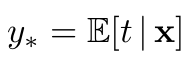 y_* = 𝔼[t | 𝐱]